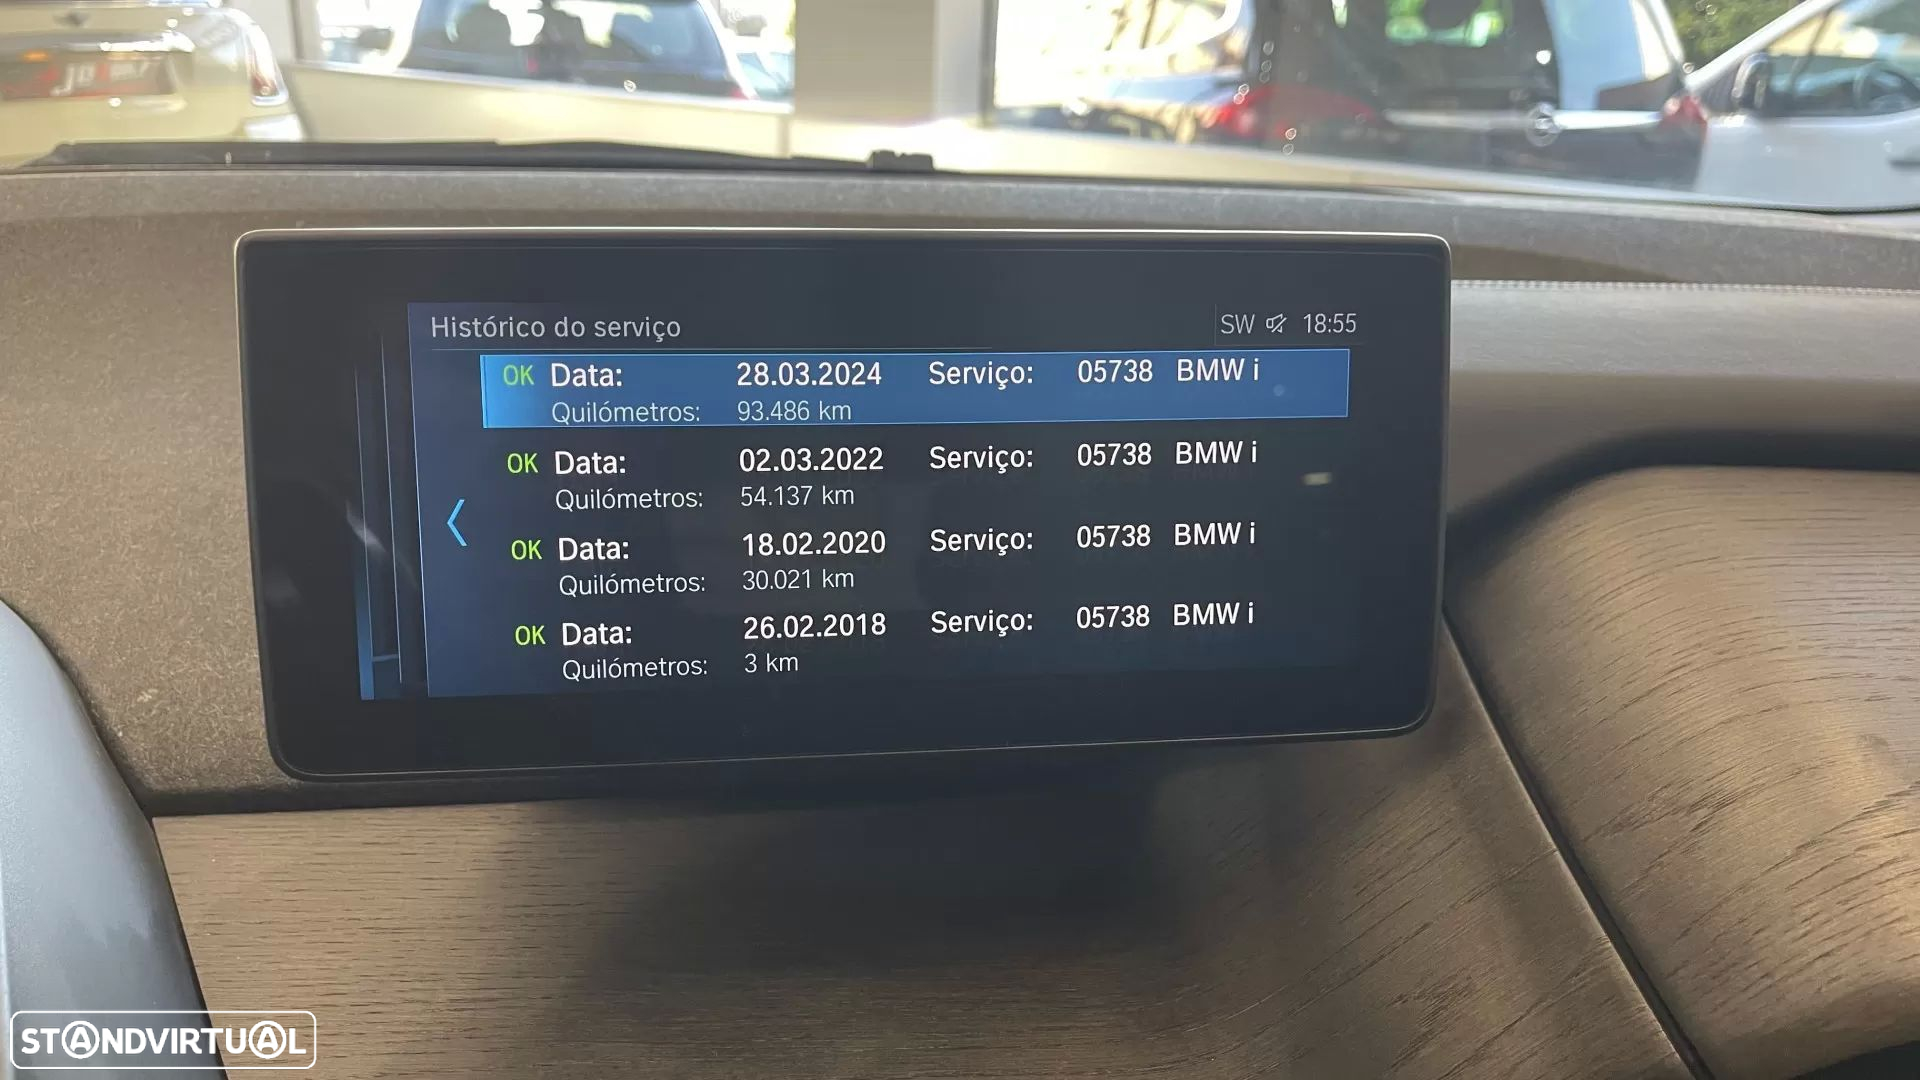 Histórico do serviço SW 18:55
OK Data: 28.03.2024 Serviço: 05738 BMW i
Quilómetros: 93.486 km
OK Data: 02.03.2022 Serviço: 05738 BMW i
Quilómetros: 54.137 km
OK Data: 18.02.2020 Serviço: 05738 BMW i
Quilómetros: 30.021 km
OK Data: 26.02.2018 Serviço: 05738 BMW i
Quilómetros: 3 km
STANDVIRTUAL